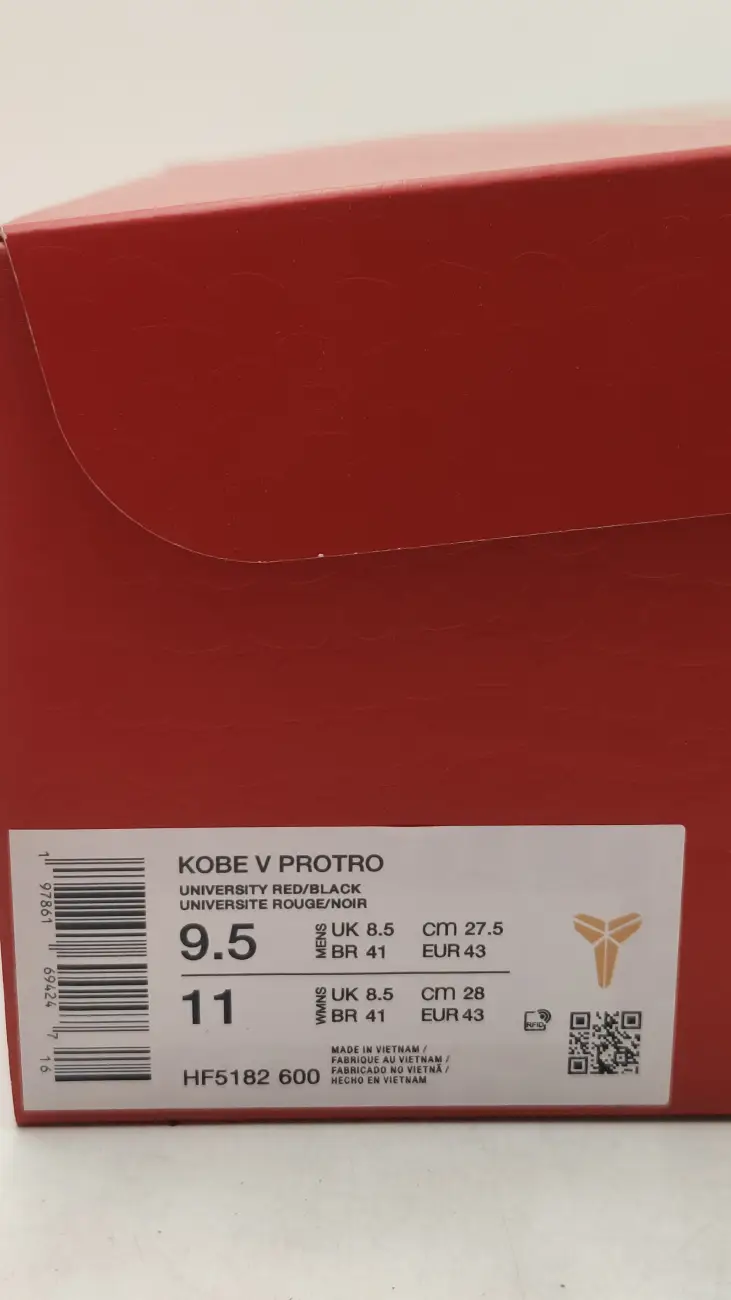 KOBE V PROTRO
UNIVERSITY RED/BLACK
UNIVERSITE ROUGE/NOIR
9.5 MENS UK 8.5 cm 27.5
BR 41 EUR 43
11 WMNS UK 8.5 cm 28
BR 41 EUR 43
RFID
HF5182 600
MADE IN VIETNAM /
FABRIQUE AU VIETNAM /
FABRICADO NO VIETNÃ /
HECHO EN VIETNAM
1 97861 69424 7 16